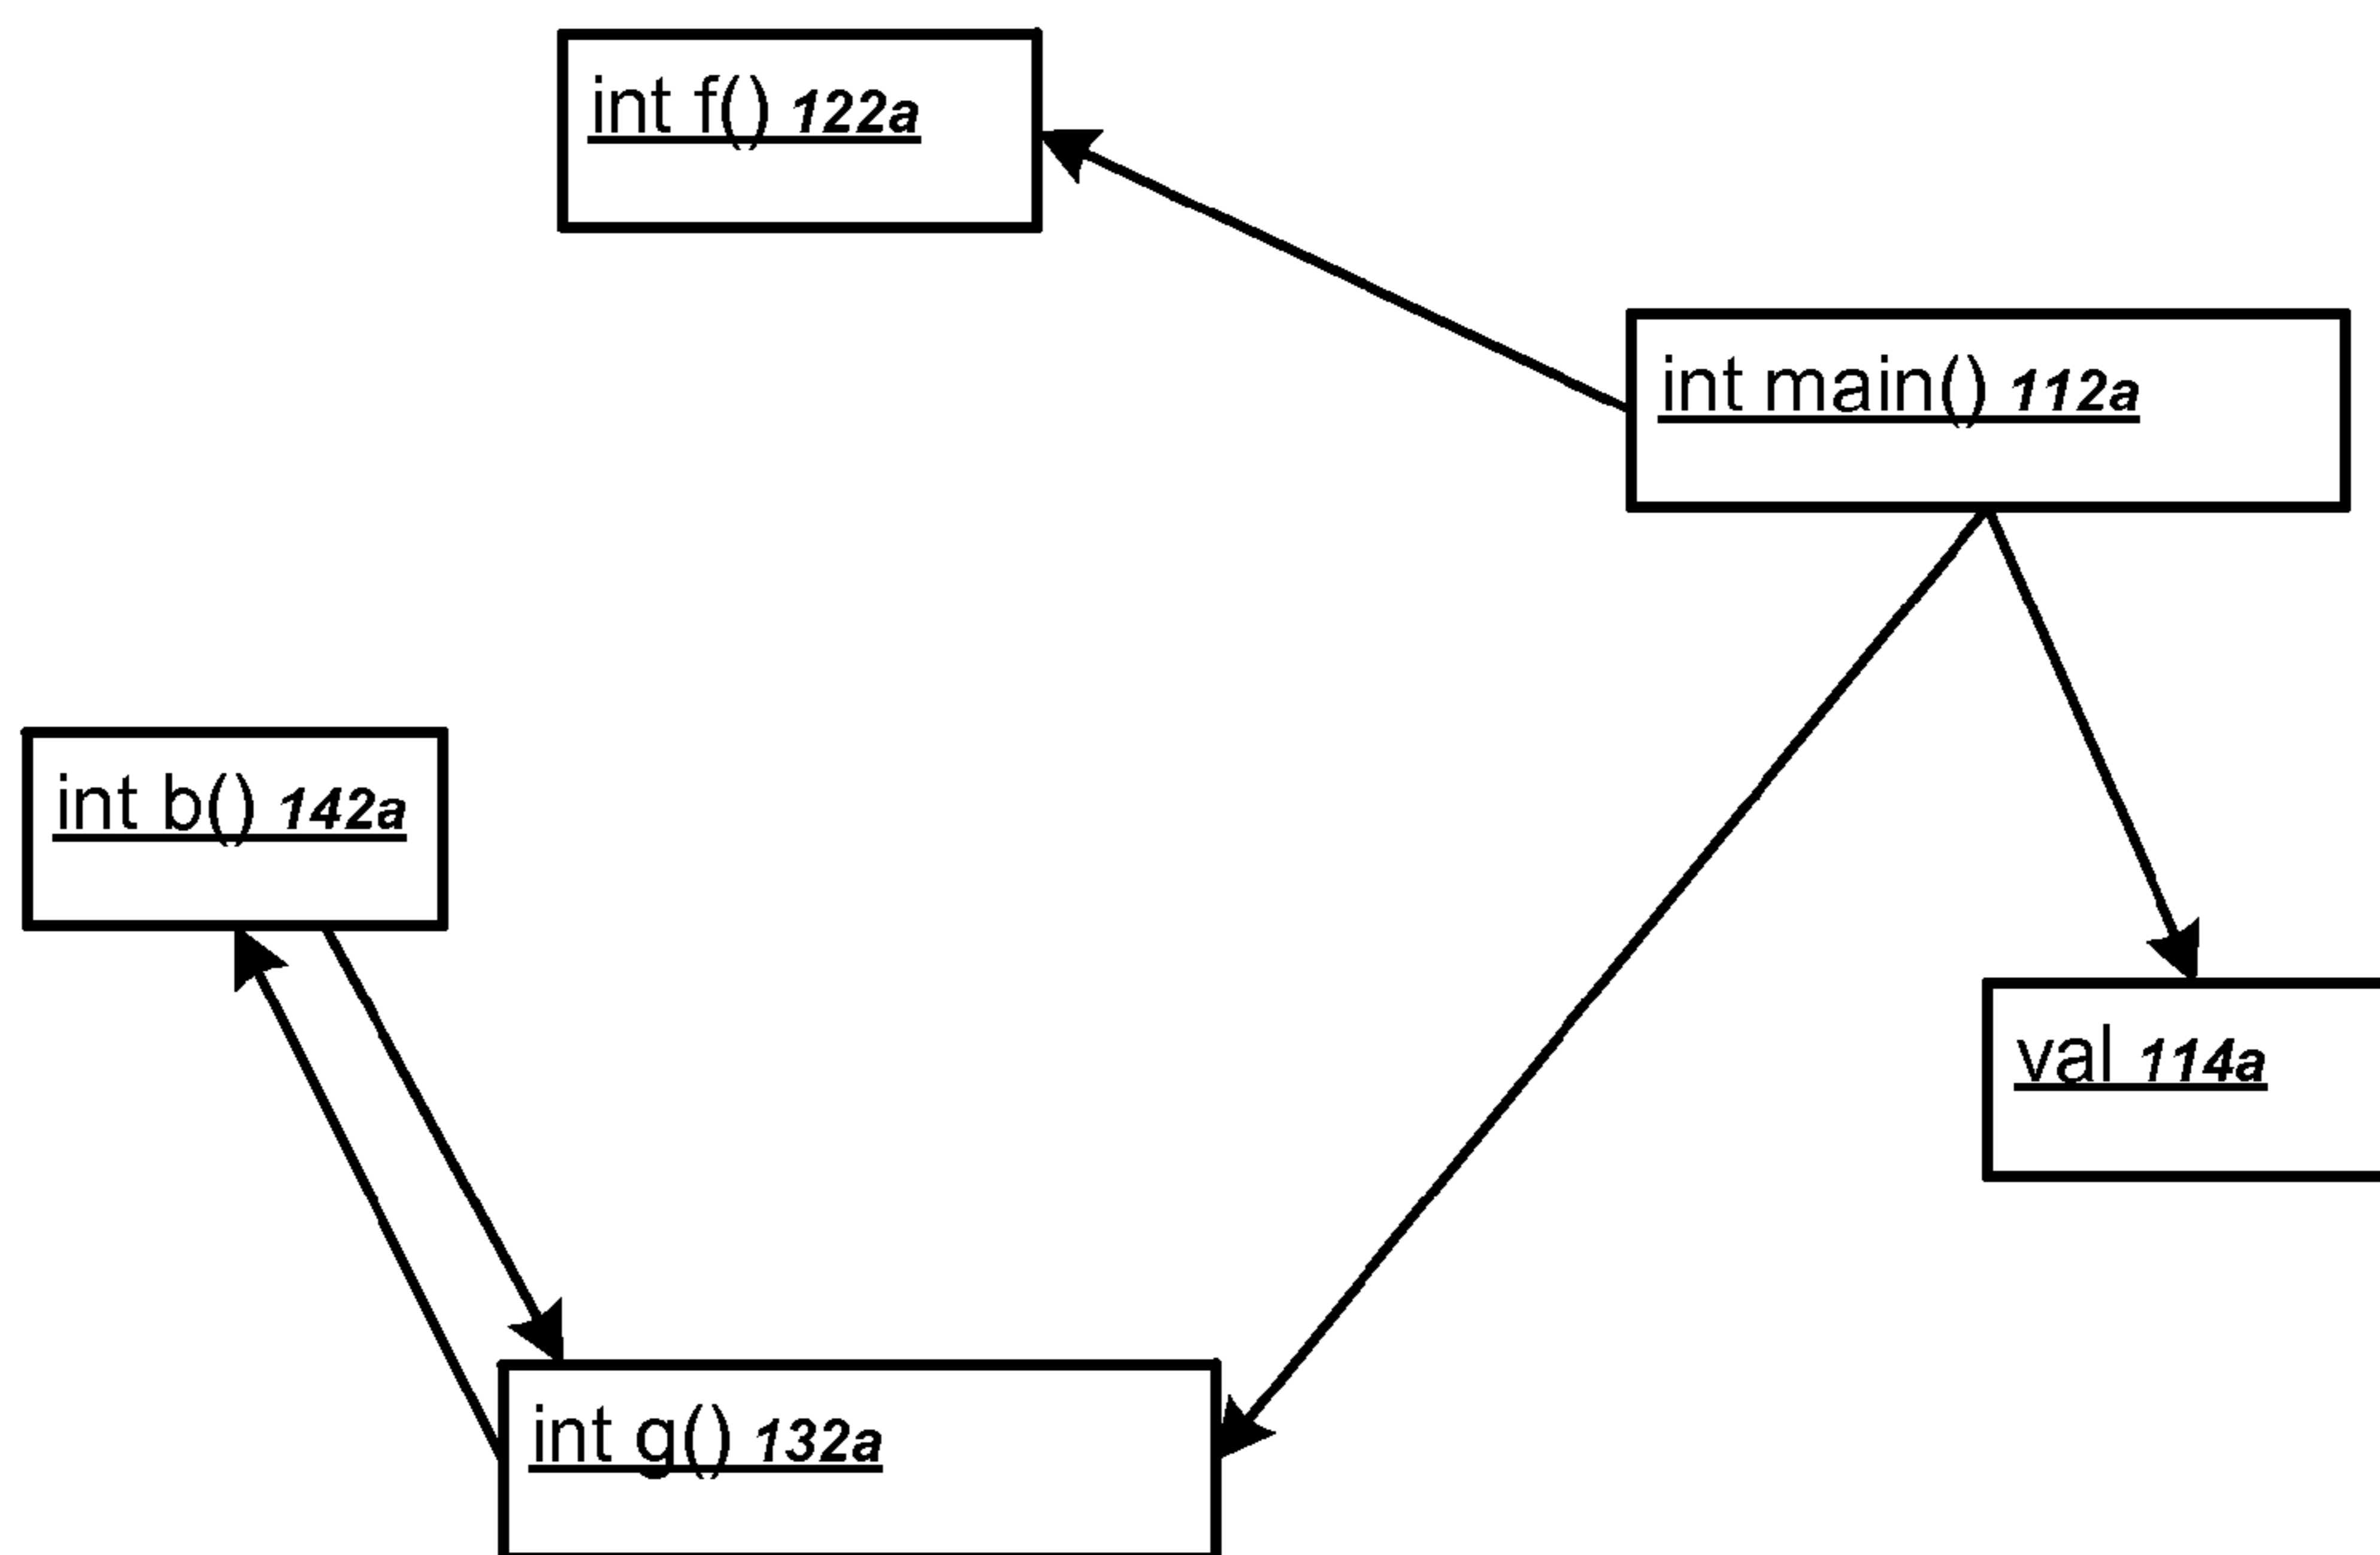 int f() 122a
int main() 112a
int b() 142a
val 114a
int g() 132a